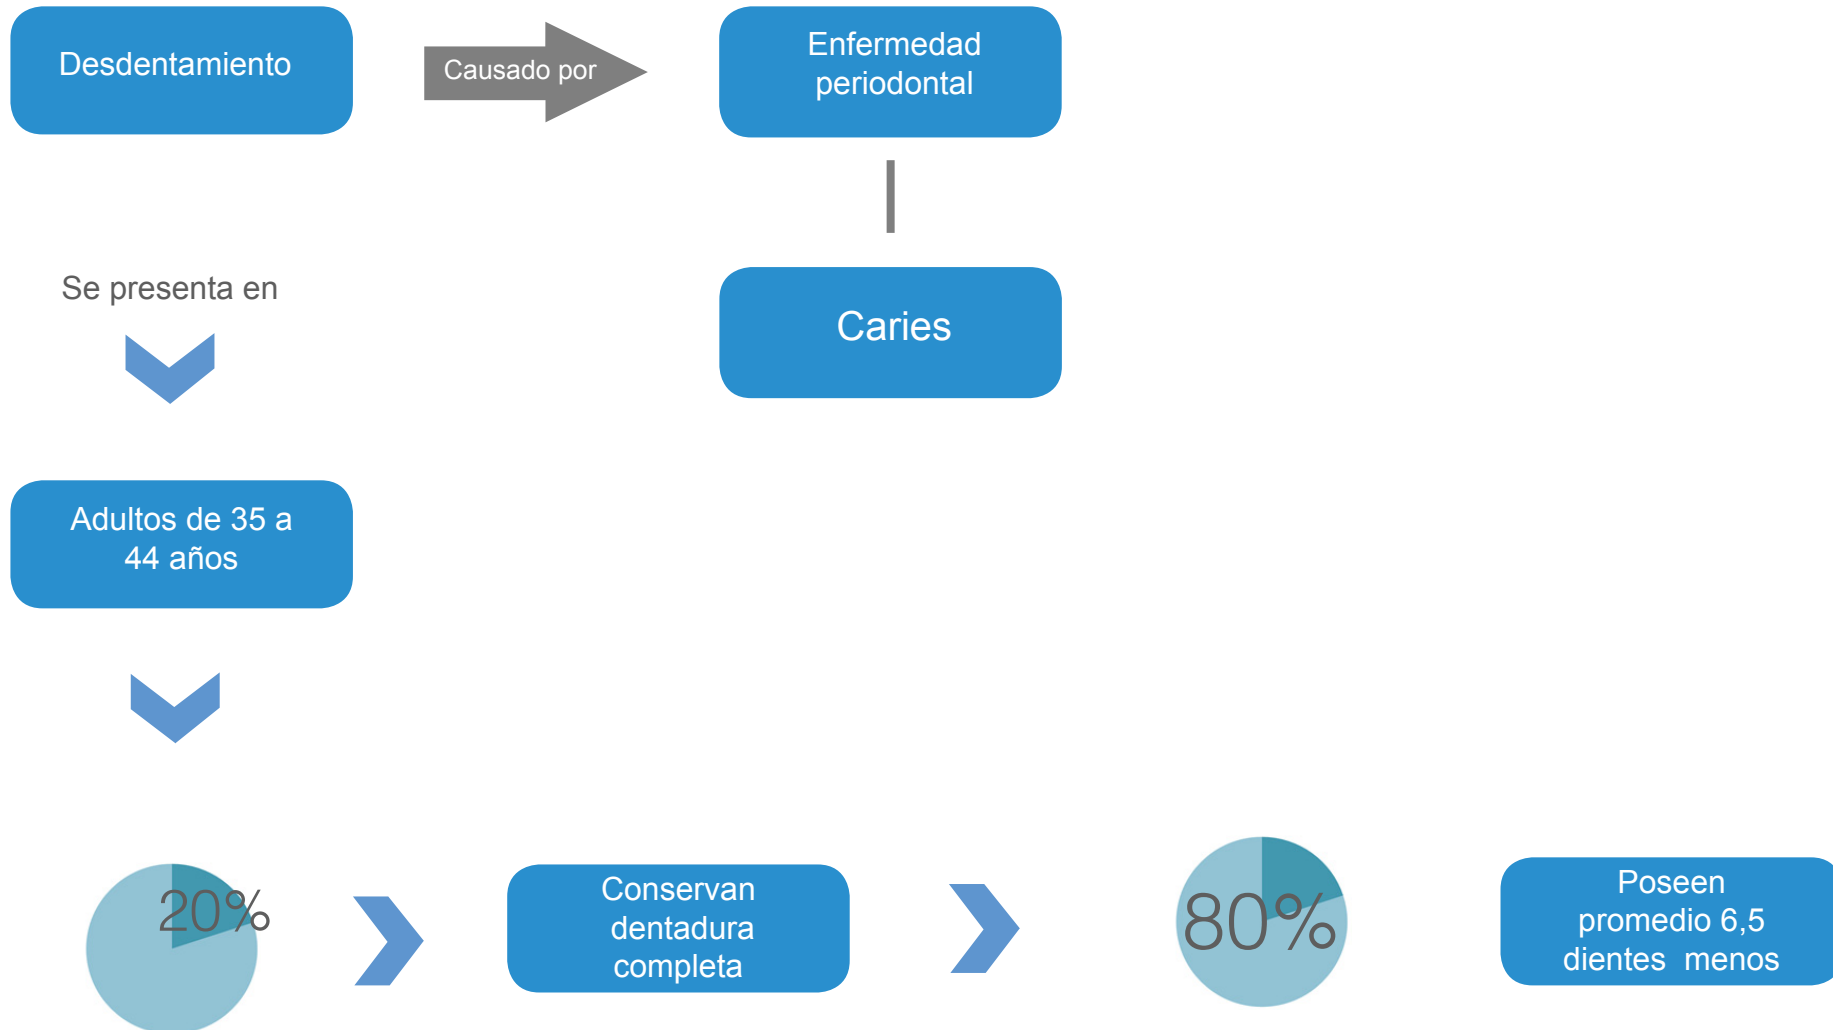 Desdentamiento
Causado por
Enfermedad
periodontal
Se presenta en
Caries
Adultos de 35 a
44 años
20%
Conservan
dentadura
completa
80%
Poseen
promedio 6,5
dientes menos